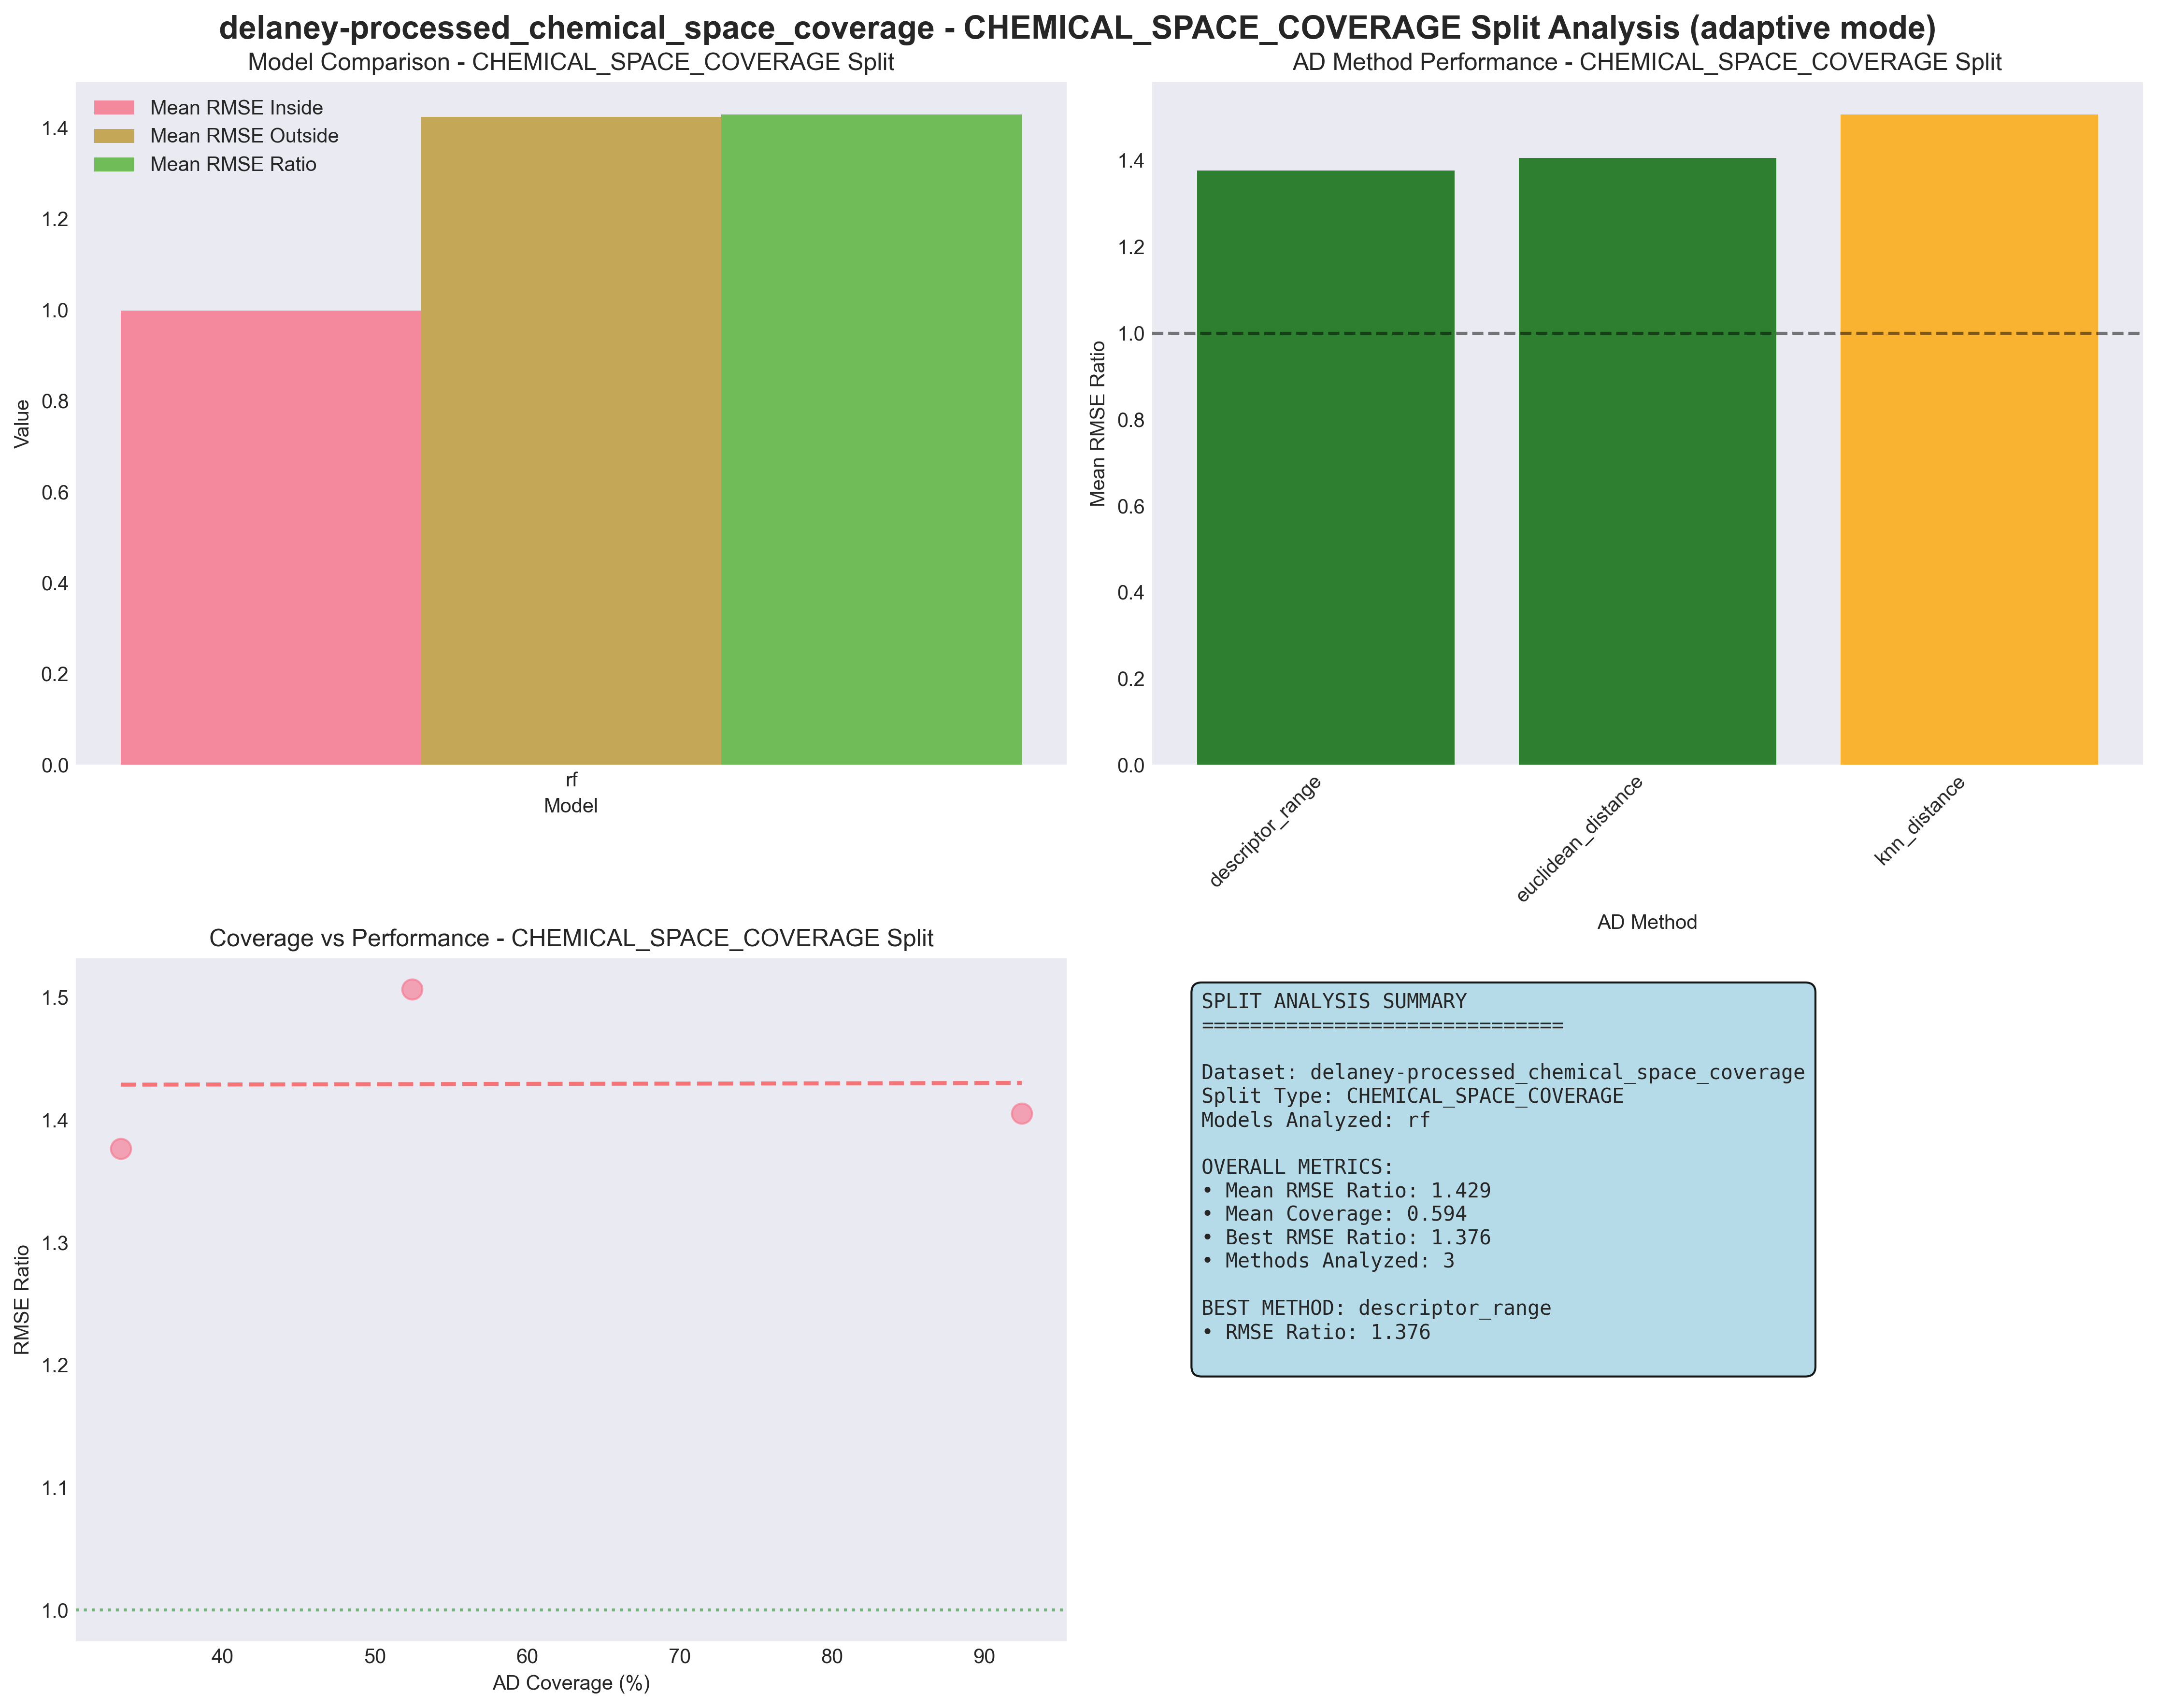 delaney-processed_chemical_space_coverage - CHEMICAL_SPACE_COVERAGE Split Analysis (adaptive mode)
Model Comparison - CHEMICAL_SPACE_COVERAGE Split
Mean RMSE Inside
Mean RMSE Outside
Mean RMSE Ratio
1.4
1.2
1.0
0.8
0.6
0.4
0.2
0.0
Value
rf
Model
AD Method Performance - CHEMICAL_SPACE_COVERAGE Split
1.4
1.2
1.0
0.8
0.6
0.4
0.2
0.0
Mean RMSE Ratio
descriptor_range
euclidean_distance
knn_distance
AD Method
Coverage vs Performance - CHEMICAL_SPACE_COVERAGE Split
1.5
1.4
1.3
1.2
1.1
1.0
RMSE Ratio
40 50 60 70 80 90
AD Coverage (%)
SPLIT ANALYSIS SUMMARY
==============================
Dataset: delaney-processed_chemical_space_coverage
Split Type: CHEMICAL_SPACE_COVERAGE
Models Analyzed: rf
OVERALL METRICS:
• Mean RMSE Ratio: 1.429
• Mean Coverage: 0.594
• Best RMSE Ratio: 1.376
• Methods Analyzed: 3
BEST METHOD: descriptor_range
• RMSE Ratio: 1.376